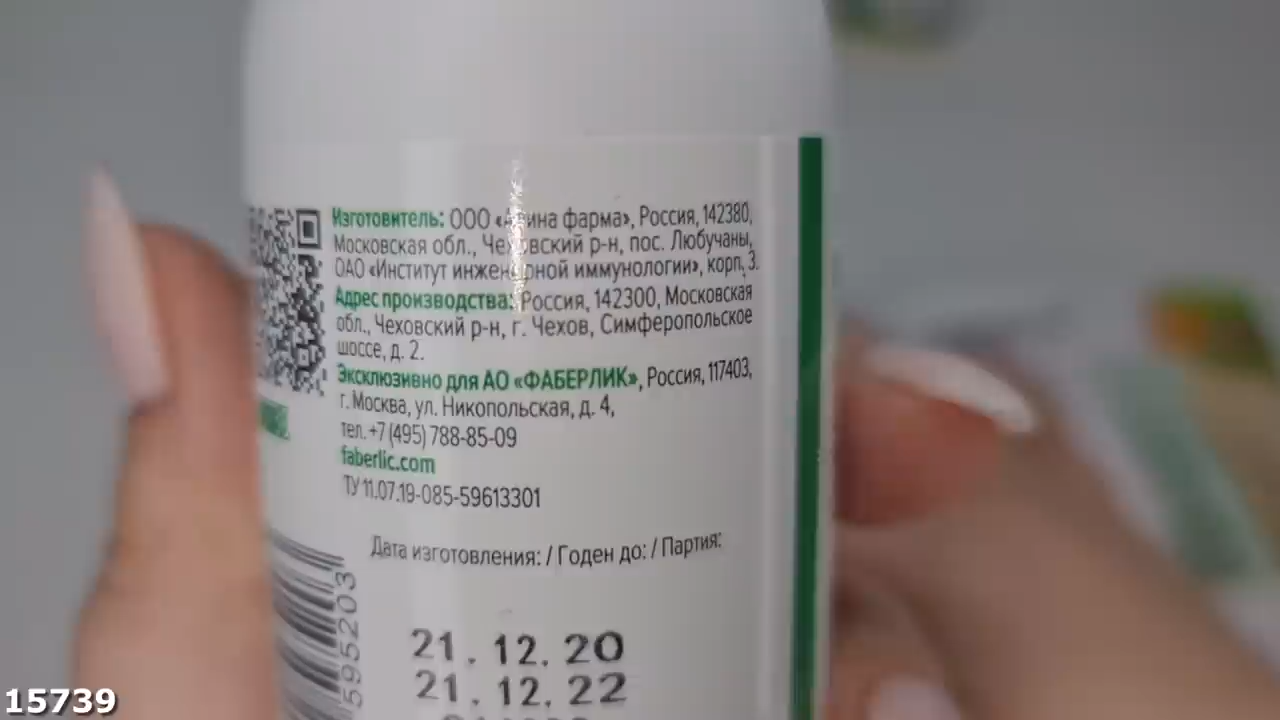 Изготовитель: ООО «Алина фарма», Россия, 142380,
Московская обл., Чеховский р-н, пос. Любучаны,
ОАО «Институт инженерной иммунологии», корп. 3.
Адрес производства: Россия, 142300, Московская
обл., Чеховский р-н, г. Чехов, Симферопольское
шоссе, д. 2.
Эксклюзивно для АО «ФАБЕРЛИК», Россия, 117403,
г. Москва, ул. Никопольская, д. 4,
тел. +7 (495) 788-85-09
faberlic.com
ТУ 11.07.19-085-59613301
Дата изготовления: / Годен до: / Партия:
21.12.20
21.12.22
595203
15739